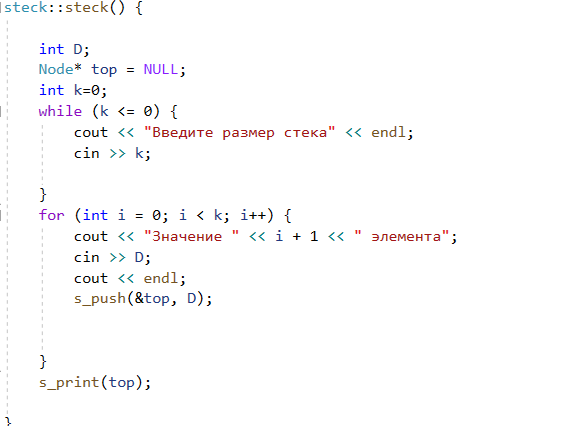 steck::steck() {
int D;
Node* top = NULL;
int k=0;
while (k <= 0) {
cout << "Введите размер стека" << endl;
cin >> k;
}
for (int i = 0; i < k; i++) {
cout << "Значение " << i + 1 << " элемента";
cin >> D;
cout << endl;
s_push(&top, D);
}
s_print(top);
}